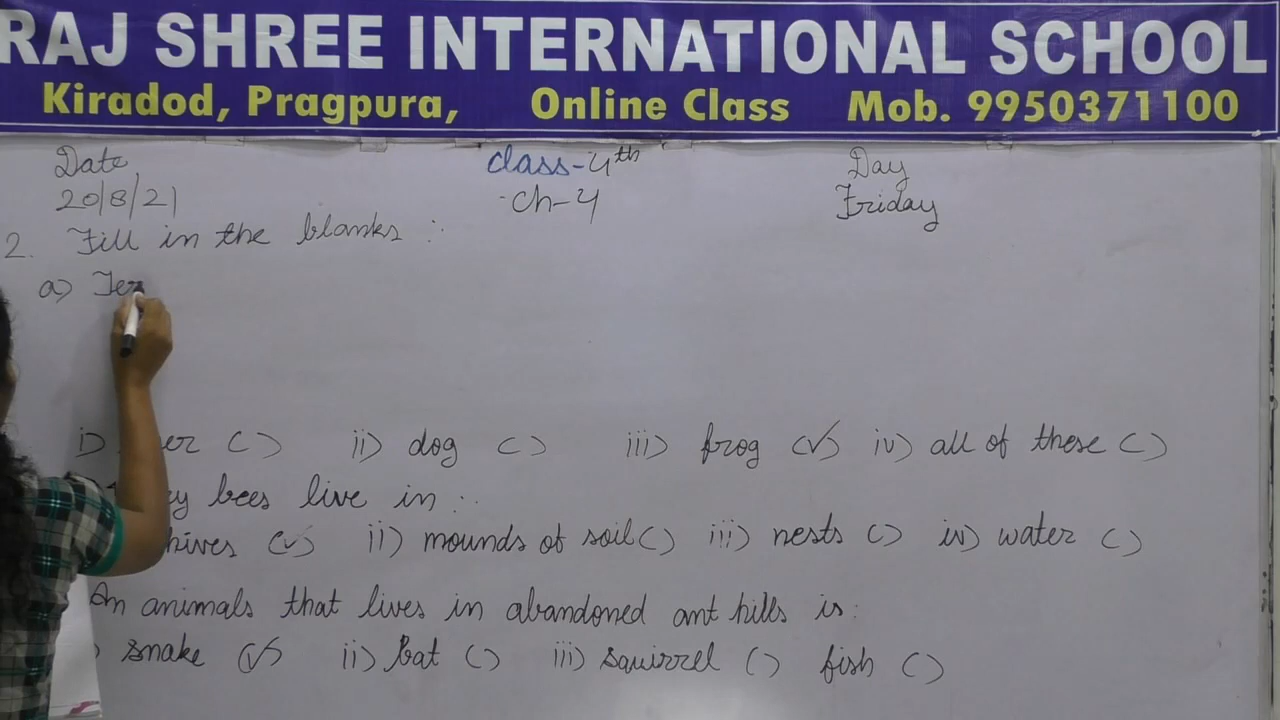 RAJ SHREE INTERNATIONAL SCHOOL
Kiradod, Pragpura, Online Class Mob. 9950371100
Date class-4th Day
20/8/21 Ch-4 Friday
2. Fill in the blanks :
a) Ter
i) ( ) ii) dog ( ) iii) frog (✓) iv) all of these ( )
bees live in :
hives (✓) ii) mounds of soil ( ) iii) nests ( ) iv) water ( )
An animals that lives in abandoned ant hills is :
) snake (✓) ii) bat ( ) iii) squirrel ( ) fish ( )